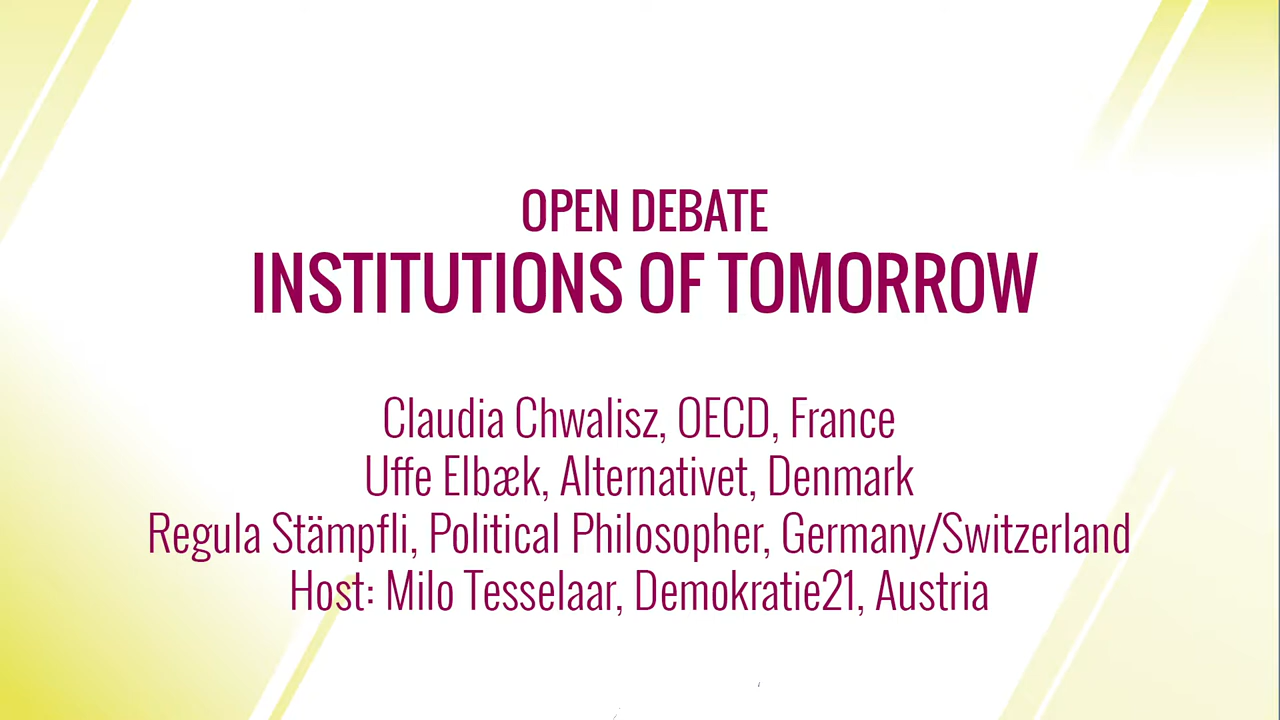 OPEN DEBATE
INSTITUTIONS OF TOMORROW
Claudia Chwalisz, OECD, France
Uffe Elbæk, Alternativet, Denmark
Regula Stämpfli, Political Philosopher, Germany/Switzerland
Host: Milo Tesselaar, Demokratie21, Austria